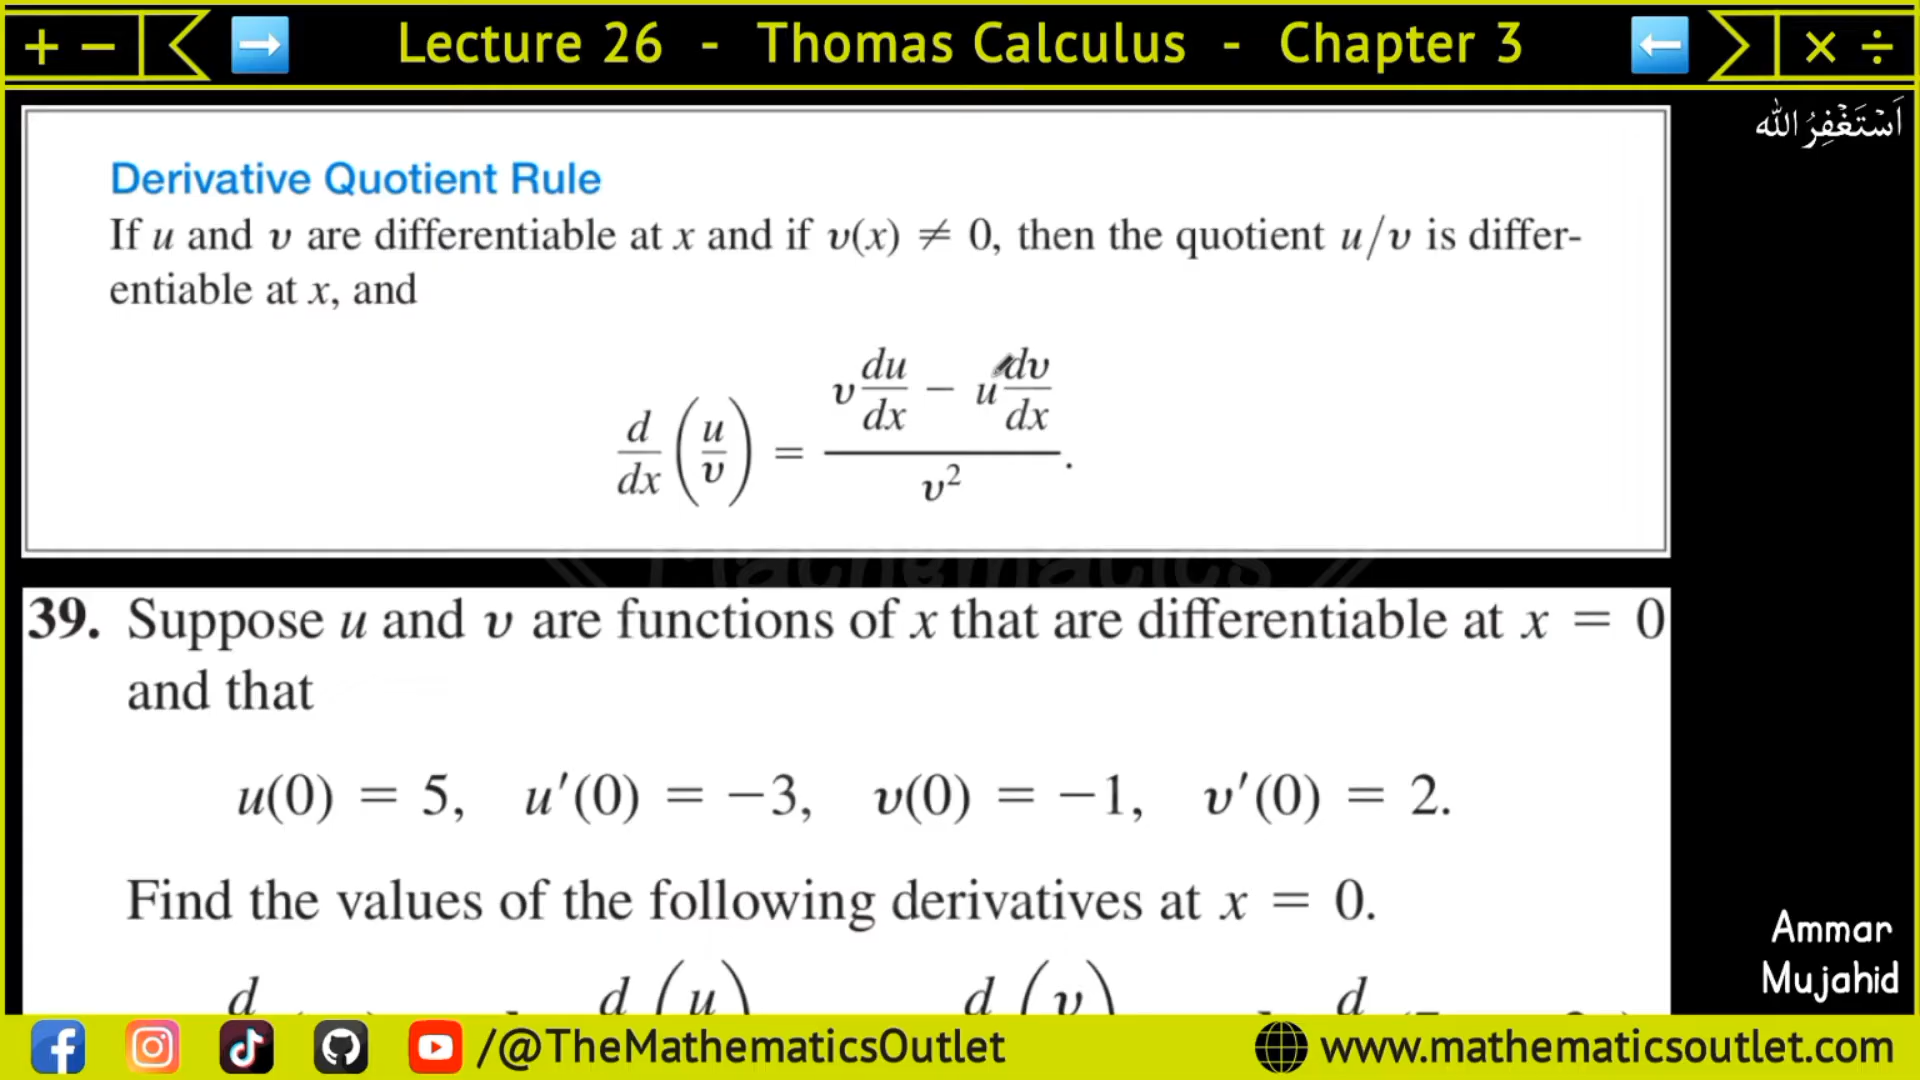 + − Lecture 26 - Thomas Calculus - Chapter 3 × ÷
اَسْتَغْفِرُ اللّٰه
Derivative Quotient Rule
If u and v are differentiable at x and if v(x) ≠ 0, then the quotient u/v is differ-
entiable at x, and
d/dx (u/v) = (v du/dx − u dv/dx) / v².
Mathematics
39. Suppose u and v are functions of x that are differentiable at x = 0
and that
u(0) = 5, u′(0) = −3, v(0) = −1, v′(0) = 2.
Find the values of the following derivatives at x = 0.
d d (u) d (v) d
Ammar
Mujahid
/@TheMathematicsOutlet www.mathematicsoutlet.com